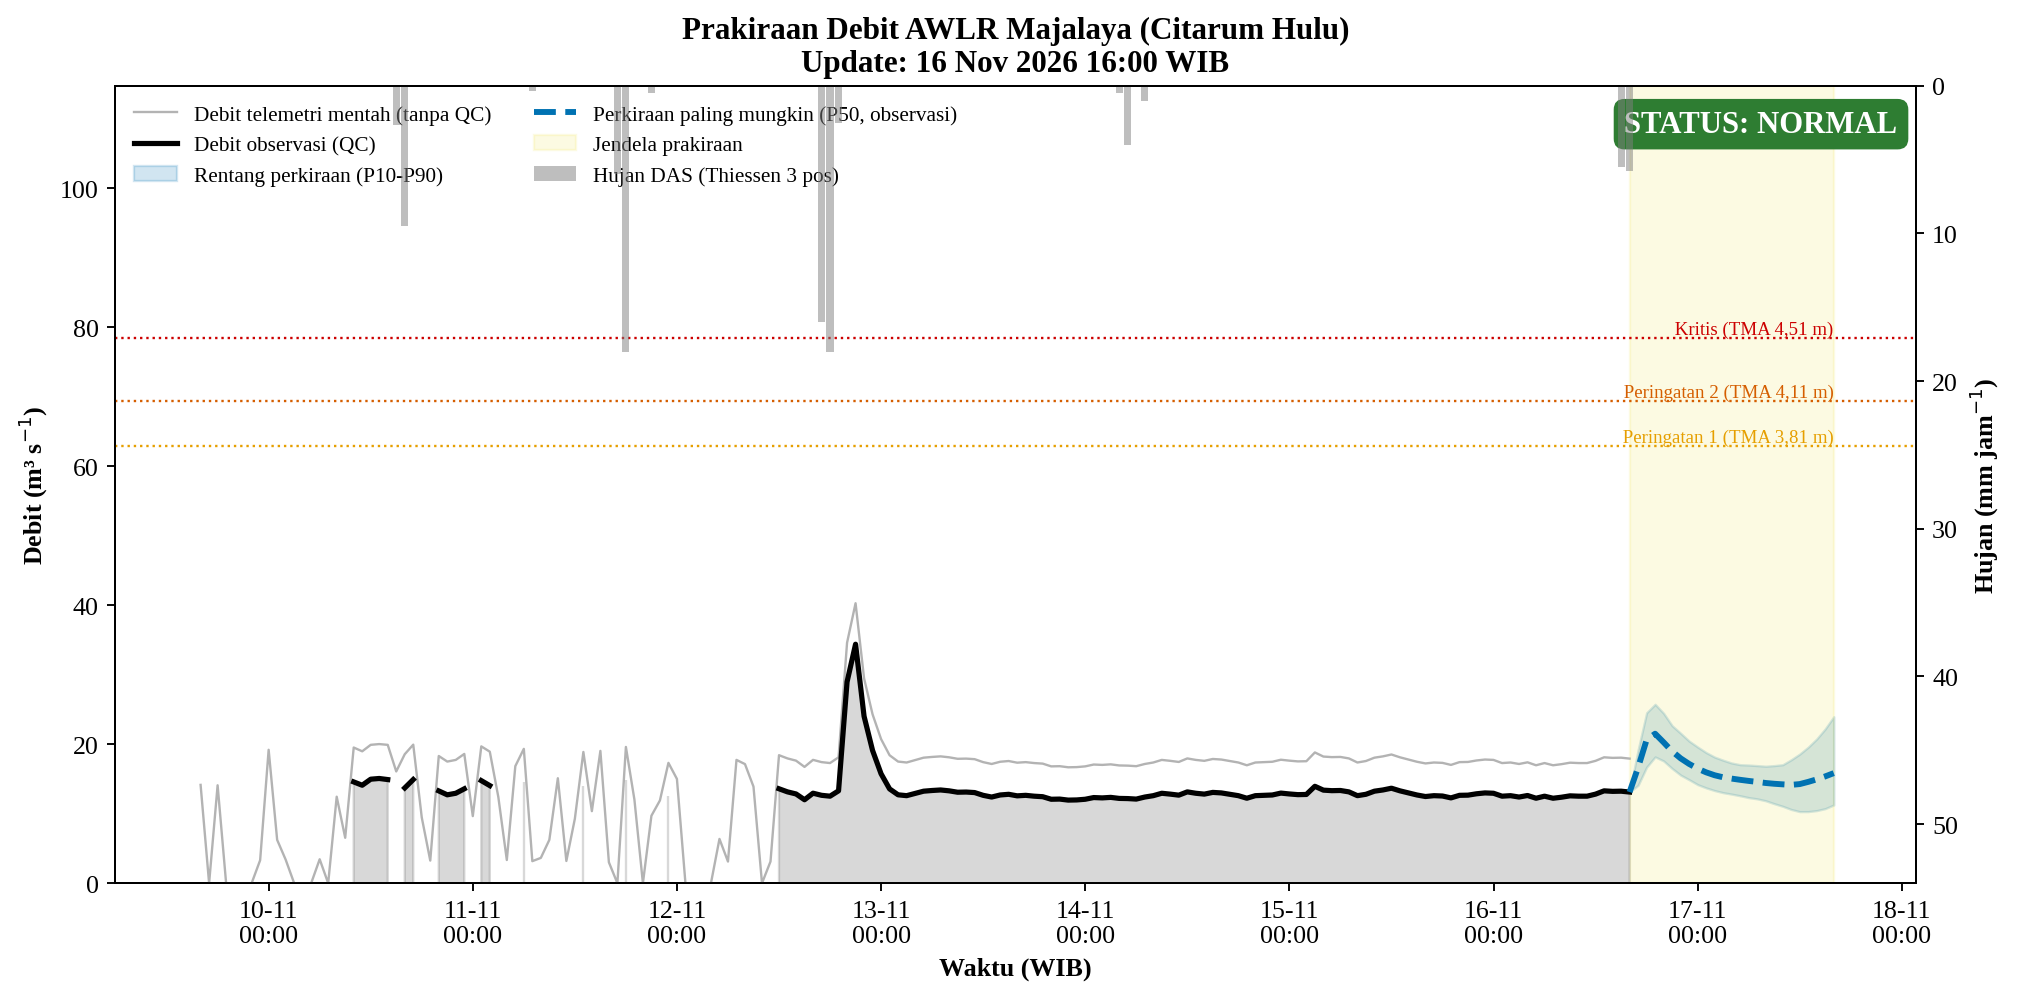 Prakiraan Debit AWLR Majalaya (Citarum Hulu)
Update: 16 Nov 2026 16:00 WIB
Debit telemetri mentah (tanpa QC)
Debit observasi (QC)
Rentang perkiraan (P10-P90)
Perkiraan paling mungkin (P50, observasi)
Jendela prakiraan
Hujan DAS (Thiessen 3 pos)
STATUS: NORMAL
Kritis (TMA 4,51 m)
Peringatan 2 (TMA 4,11 m)
Peringatan 1 (TMA 3,81 m)
Debit (m³ s⁻¹)
100
80
60
40
20
0
Hujan (mm jam⁻¹)
0
10
20
30
40
50
10-11
00:00
11-11
00:00
12-11
00:00
13-11
00:00
14-11
00:00
15-11
00:00
16-11
00:00
17-11
00:00
18-11
00:00
Waktu (WIB)